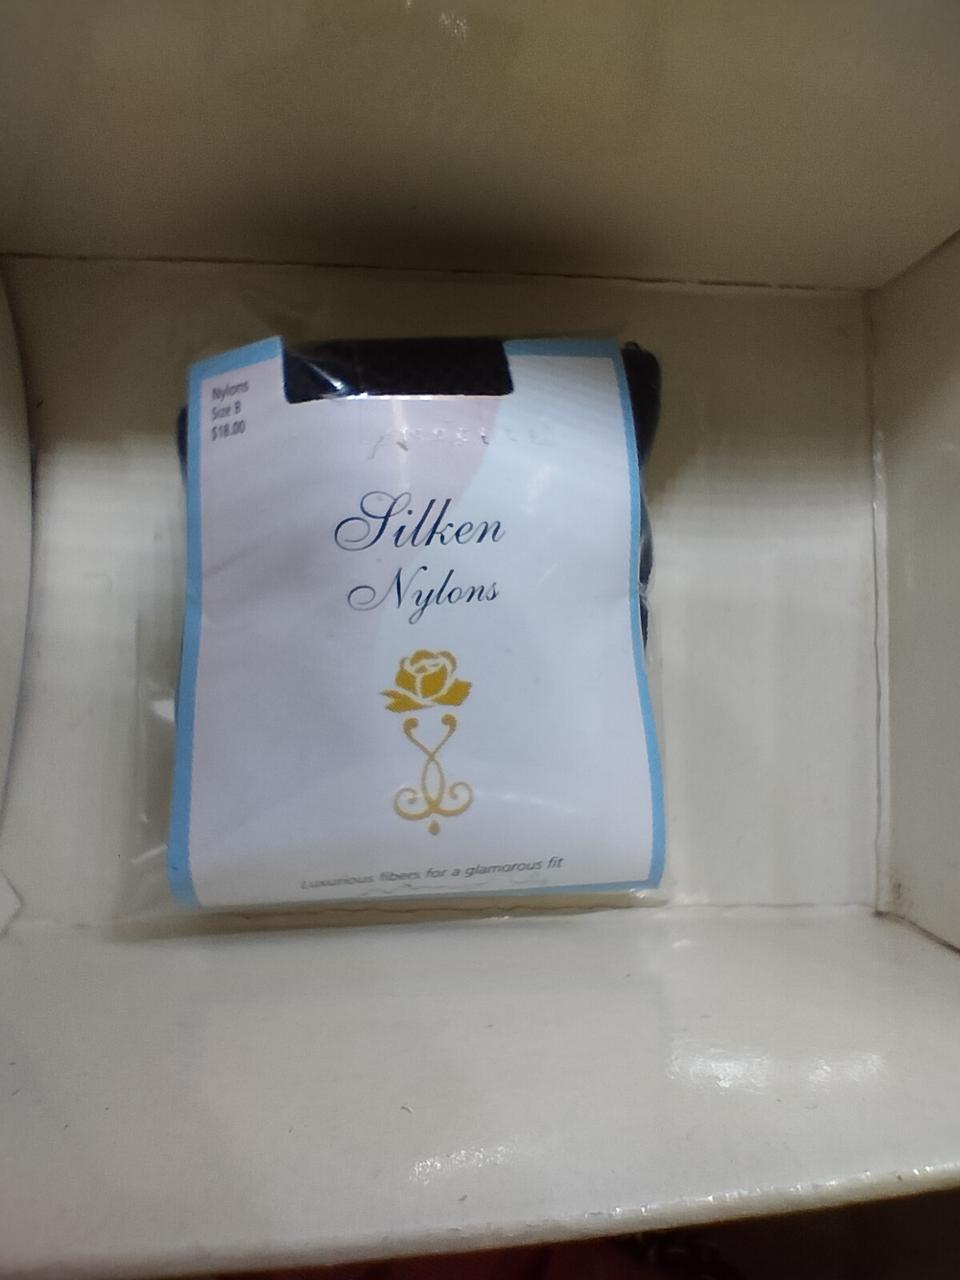 Nylons
Size B
$18.00
Silken
Nylons
Luxurious fibers for a glamorous fit